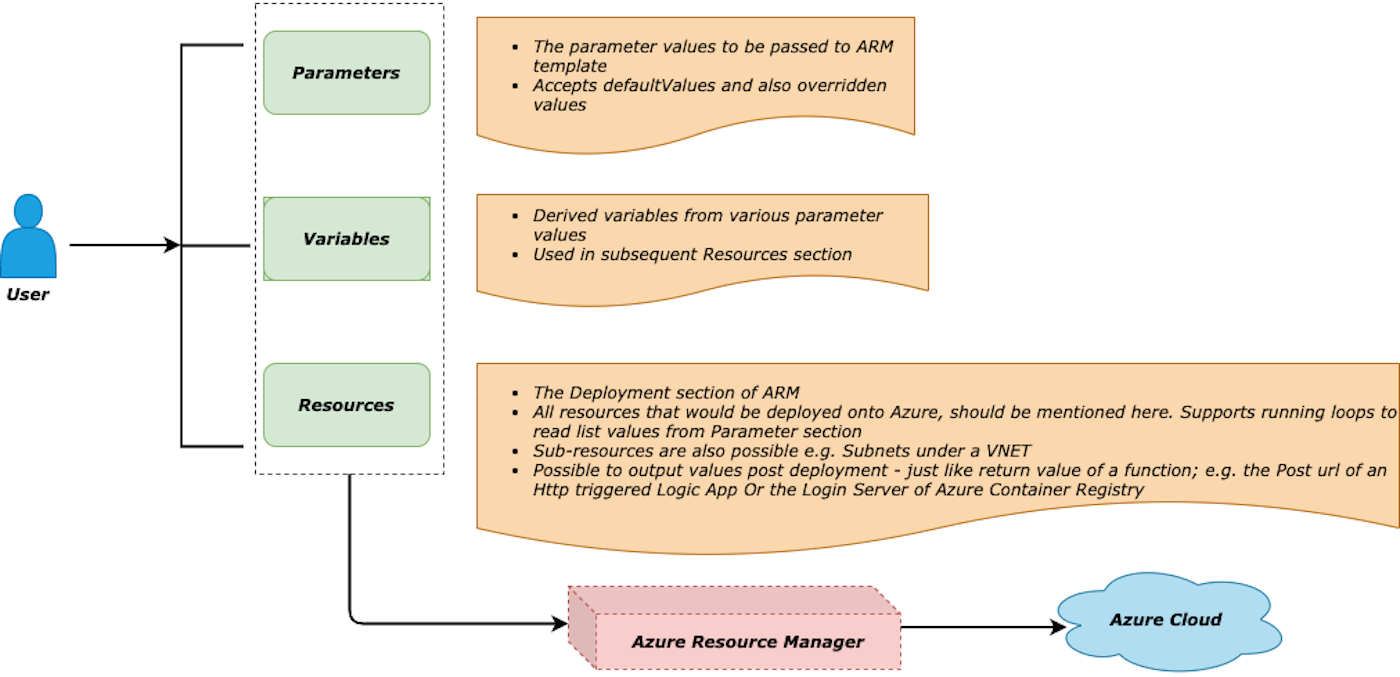 Parameters
• The parameter values to be passed to ARM
template
• Accepts defaultValues and also overridden
values
User
Variables
• Derived variables from various parameter
values
• Used in subsequent Resources section
Resources
• The Deployment section of ARM
• All resources that would be deployed onto Azure, should be mentioned here. Supports running loops to
read list values from Parameter section
• Sub-resources are also possible e.g. Subnets under a VNET
• Possible to output values post deployment - just like return value of a function; e.g. the Post url of an
Http triggered Logic App Or the Login Server of Azure Container Registry
Azure Resource Manager
Azure Cloud